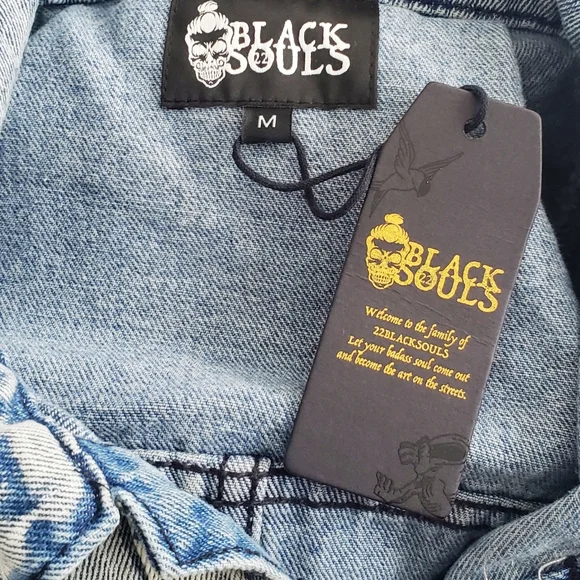 BLACK
22
SOULS
M
BLACK
22
SOULS
Welcome to the family of
22BLACKSOULS
Let your badass soul come out
and become the art on the streets.